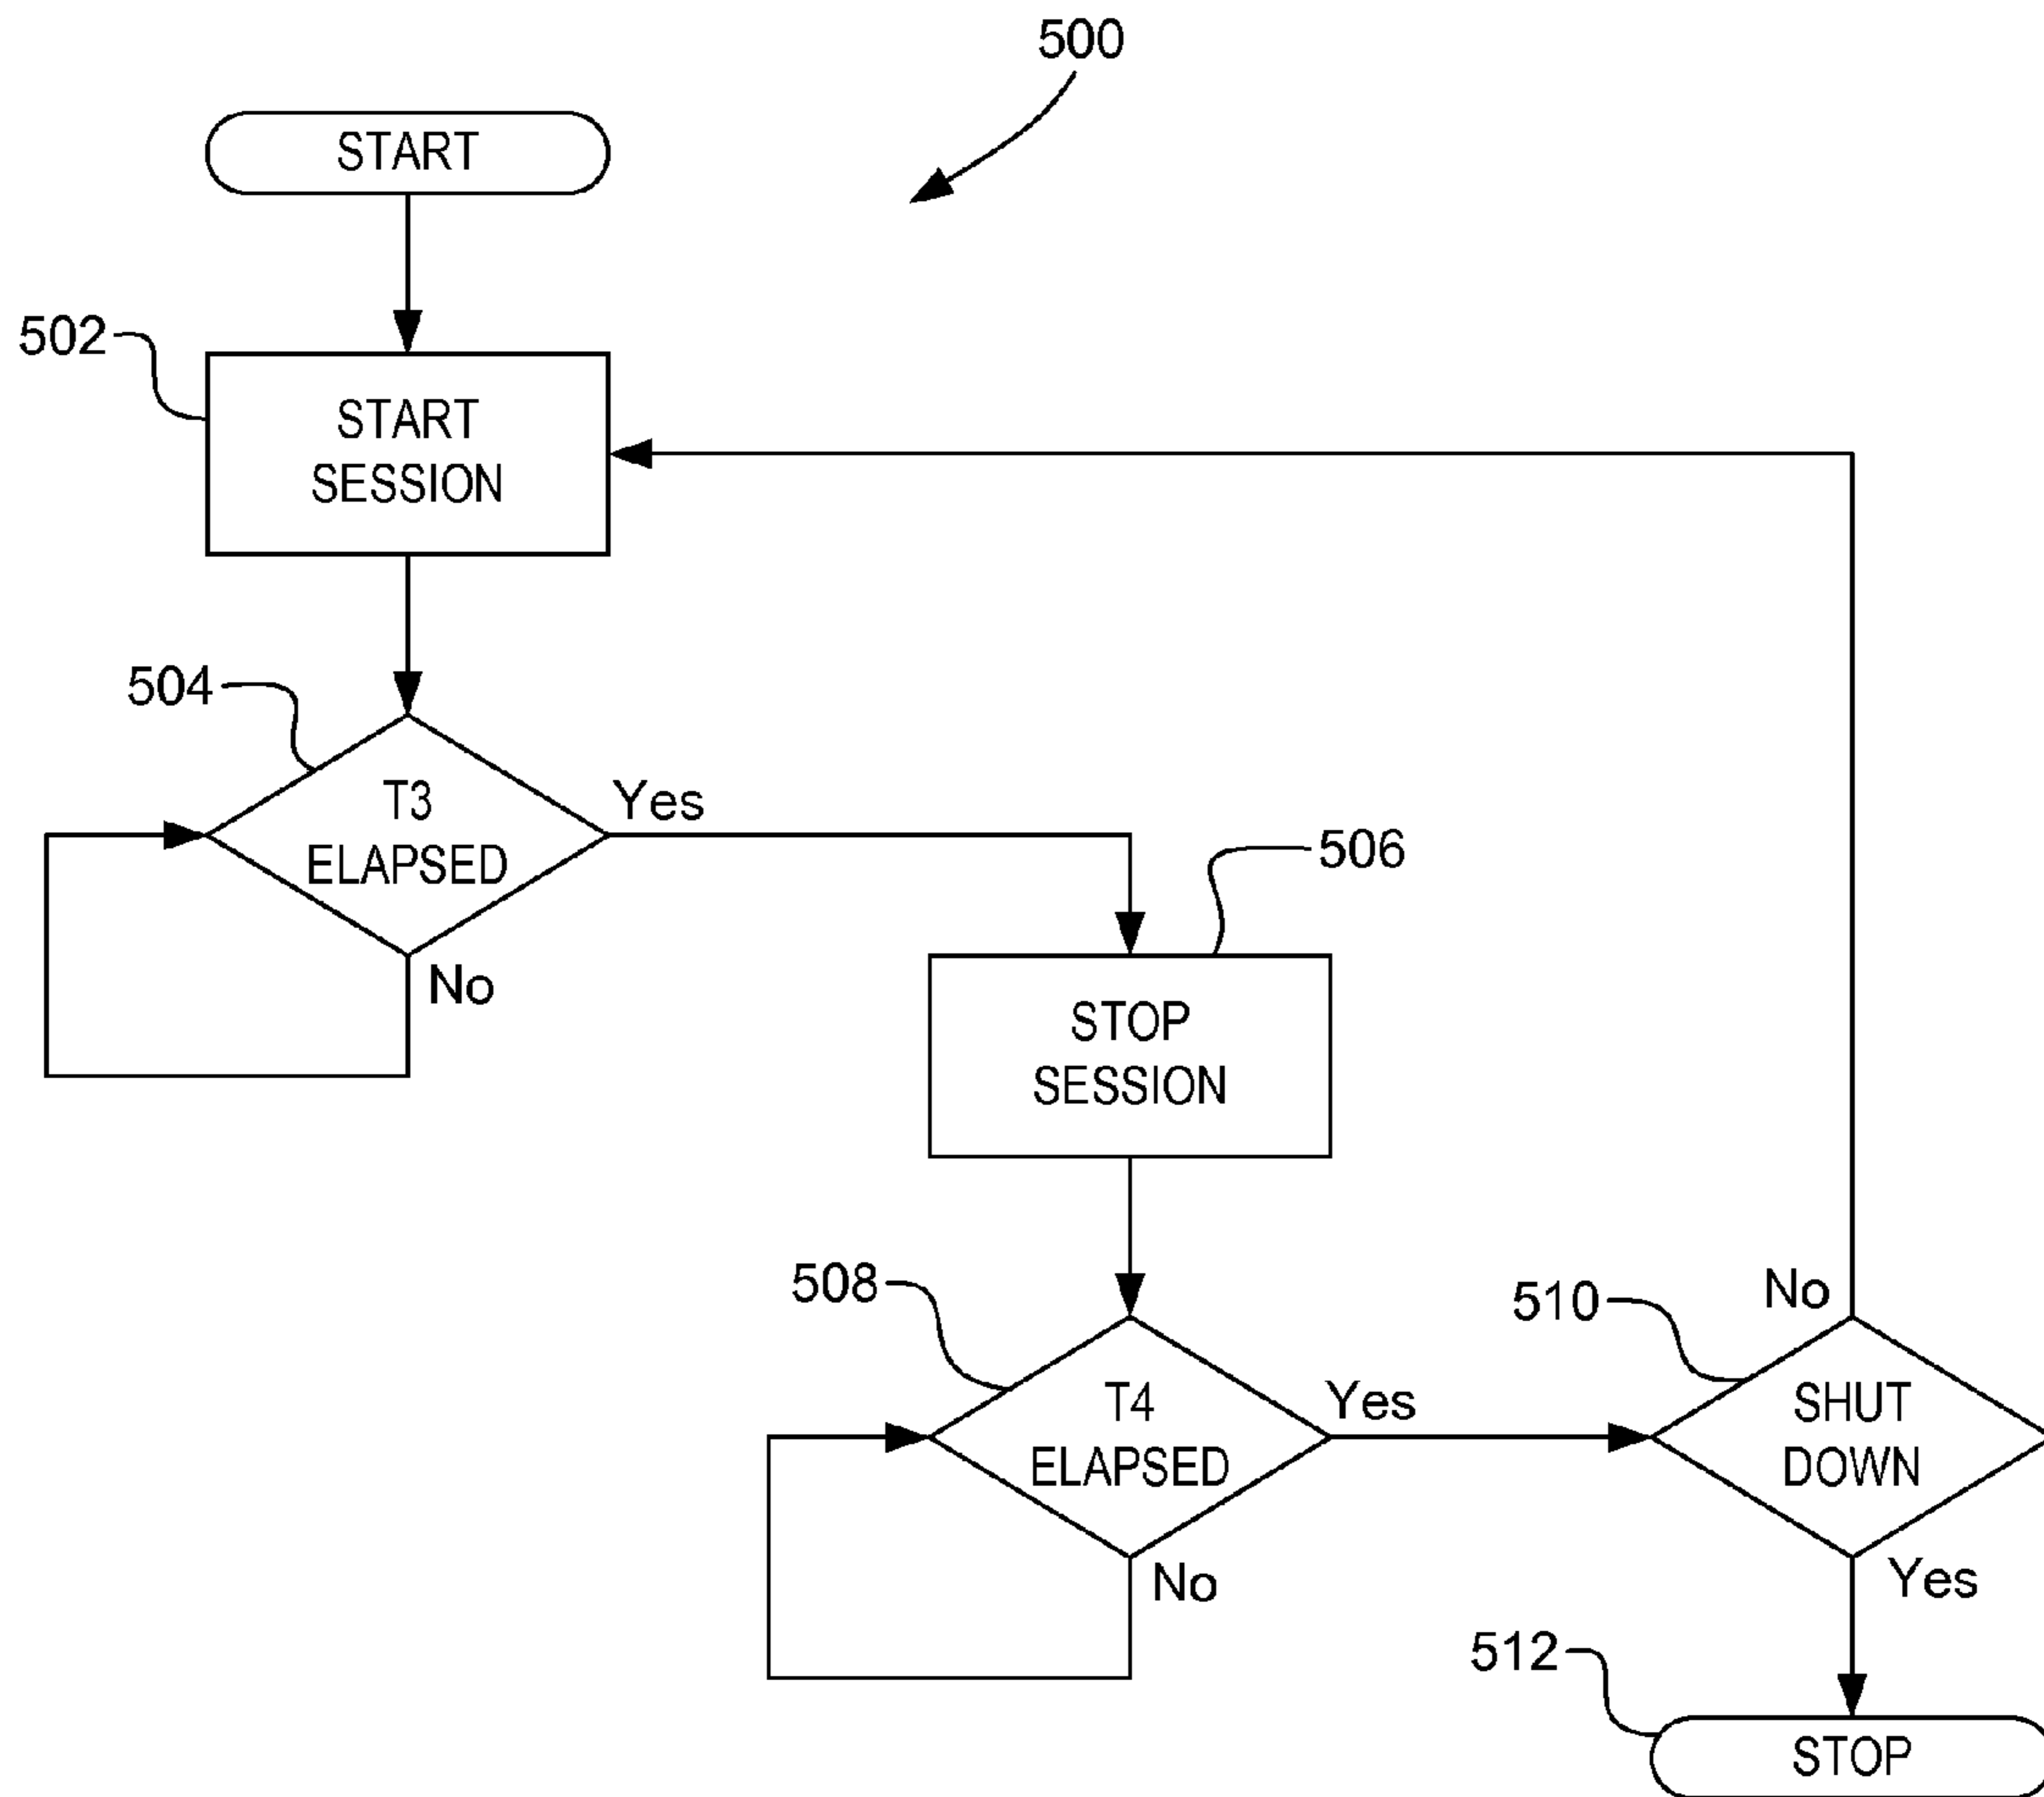 500
START
502
START
SESSION
504
T3
ELAPSED
Yes
No
506
STOP
SESSION
508
T4
ELAPSED
Yes
No
510
No
SHUT
DOWN
Yes
512
STOP